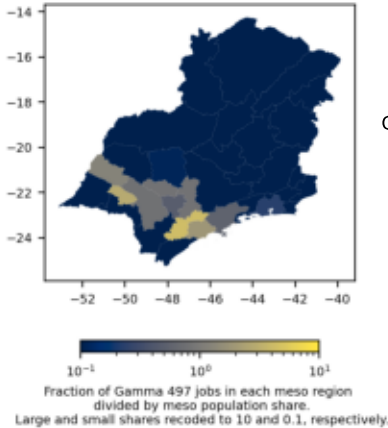 −14
−16
−18
−20
−22
−24
−52 −50 −48 −46 −44 −42 −40
10⁻¹ 10⁰ 10¹
Fraction of Gamma 497 jobs in each meso region
divided by meso population share.
Large and small shares recoded to 10 and 0.1, respectively.